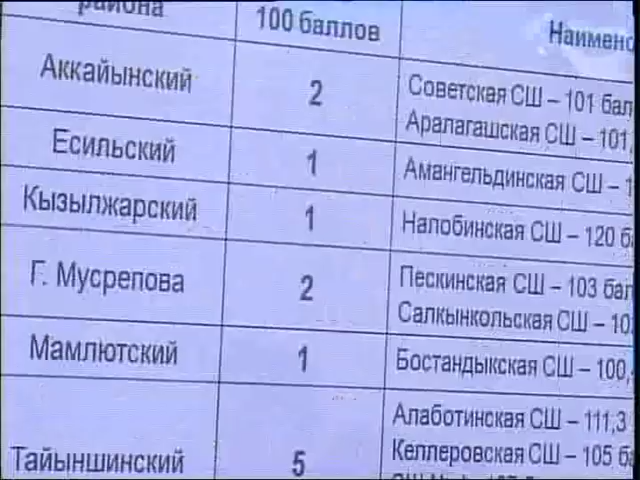 района 100 баллов Наимено
Аккайынский 2 Советская СШ – 101 бал
Аралагашская СШ – 101,
Есильский 1 Амангельдинская СШ – 1
Кызылжарский 1 Налобинская СШ – 120 б
Г. Мусрепова 2 Пескинская СШ – 103 бал
Салкынкольская СШ – 10
Мамлютский 1 Бостандыкская СШ – 100,
Алаботинская СШ – 111,3
Тайыншинский 5 Келлеровская СШ – 105 б